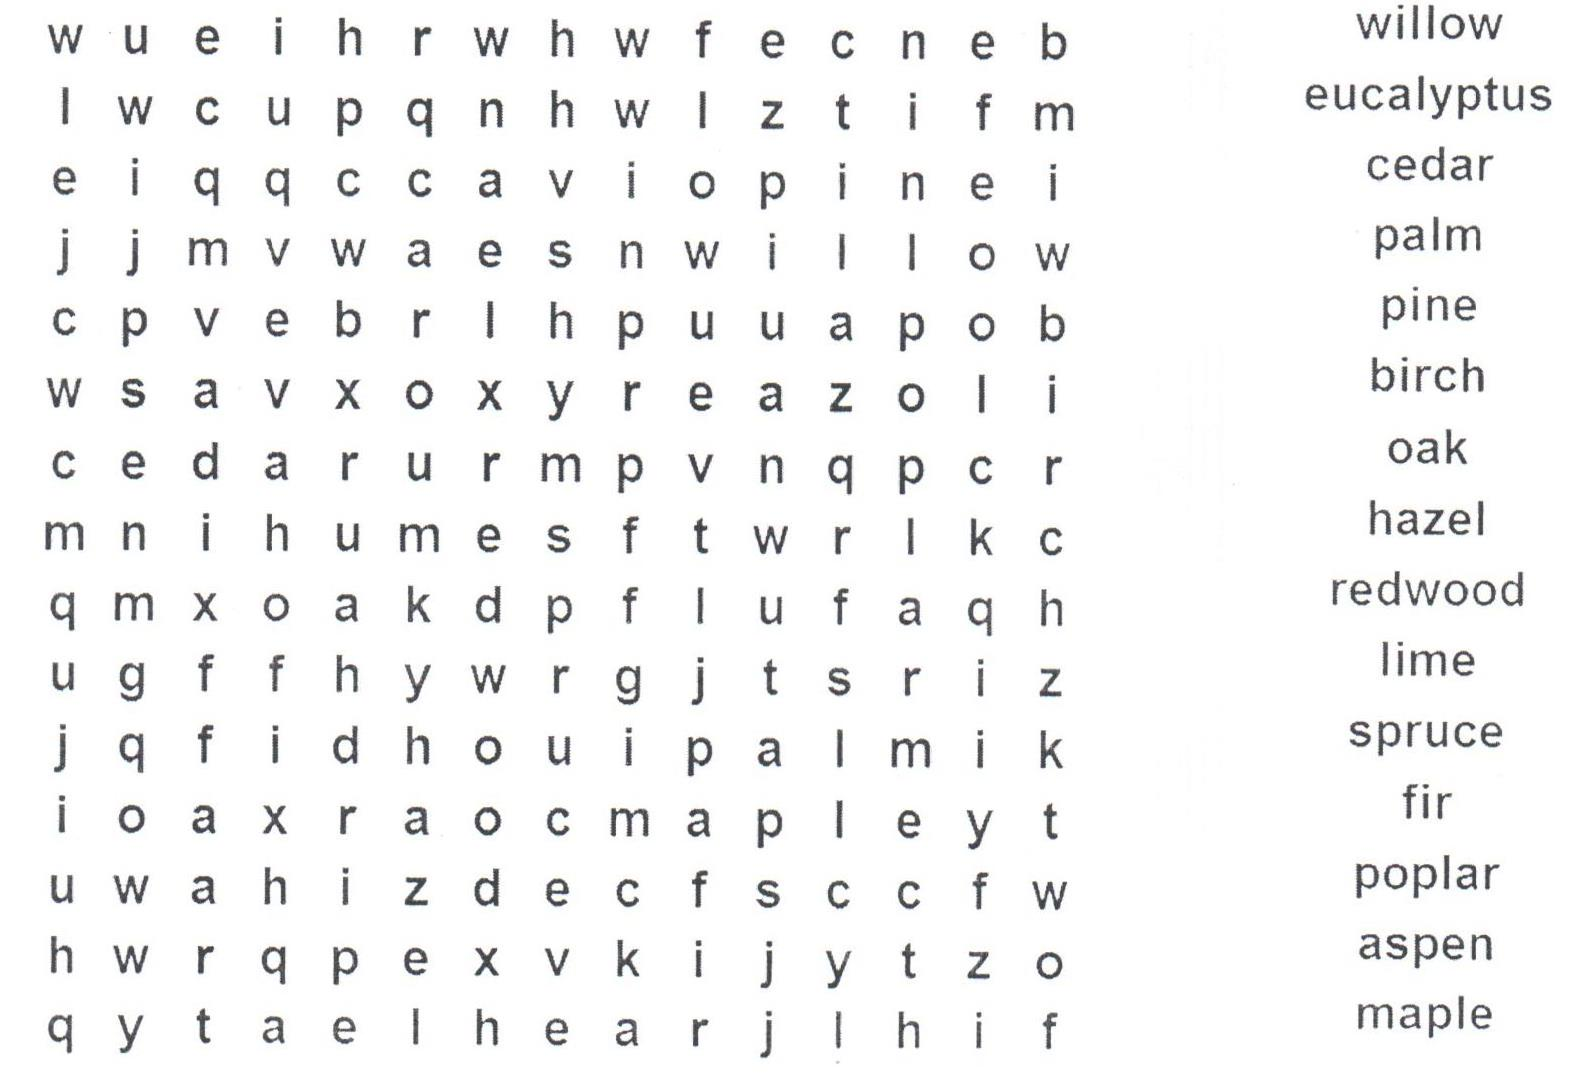 w u e i h r w h w f e c n e b
l w c u p q n h w l z t i f m
e i q q c c a v i o p i n e i
j j m v w a e s n w i l l o w
c p v e b r l h p u u a p o b
w s a v x o x y r e a z o l i
c e d a r u r m p v n q p c r
m n i h u m e s f t w r l k c
q m x o a k d p f l u f a q h
u g f f h y w r g j t s r i z
j q f i d h o u i p a l m i k
i o a x r a o c m a p l e y t
u w a h i z d e c f s c c f w
h w r q p e x v k i j y t z o
q y t a e l h e a r j l h i f
willow
eucalyptus
cedar
palm
pine
birch
oak
hazel
redwood
lime
spruce
fir
poplar
aspen
maple